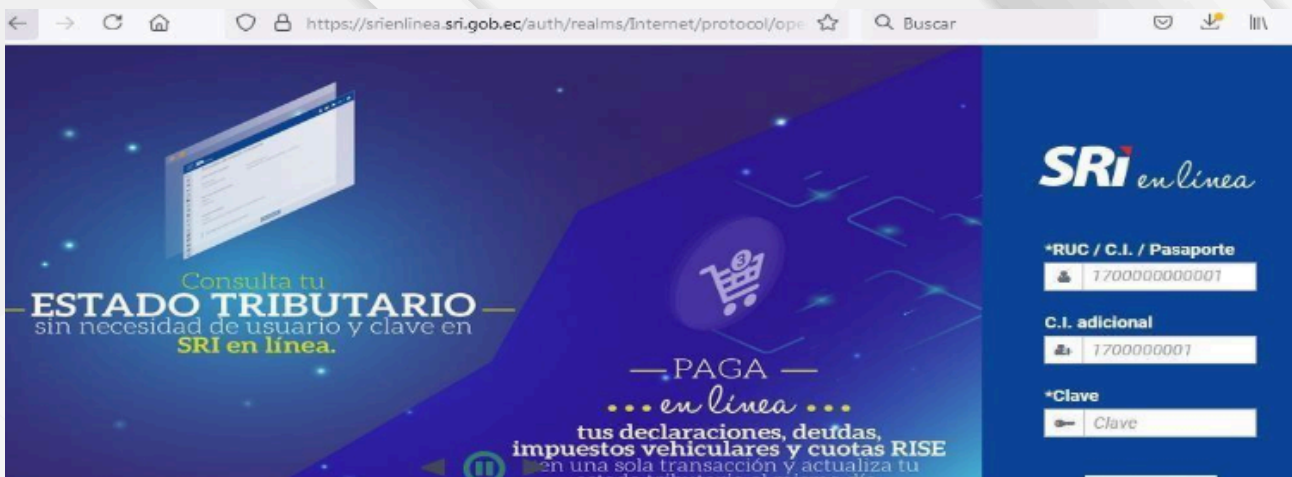 https://srienlinea.sri.gob.ec/auth/realms/Internet/protocol/ope
Buscar
Consulta tu
ESTADO TRIBUTARIO
sin necesidad de usuario y clave en
SRI en línea.
3
PAGA
en línea
tus declaraciones, deudas,
impuestos vehiculares y cuotas RISE
en una sola transacción y actualiza tu
SRi en línea
*RUC / C.I. / Pasaporte
1700000000001
C.I. adicional
1700000001
*Clave
Clave